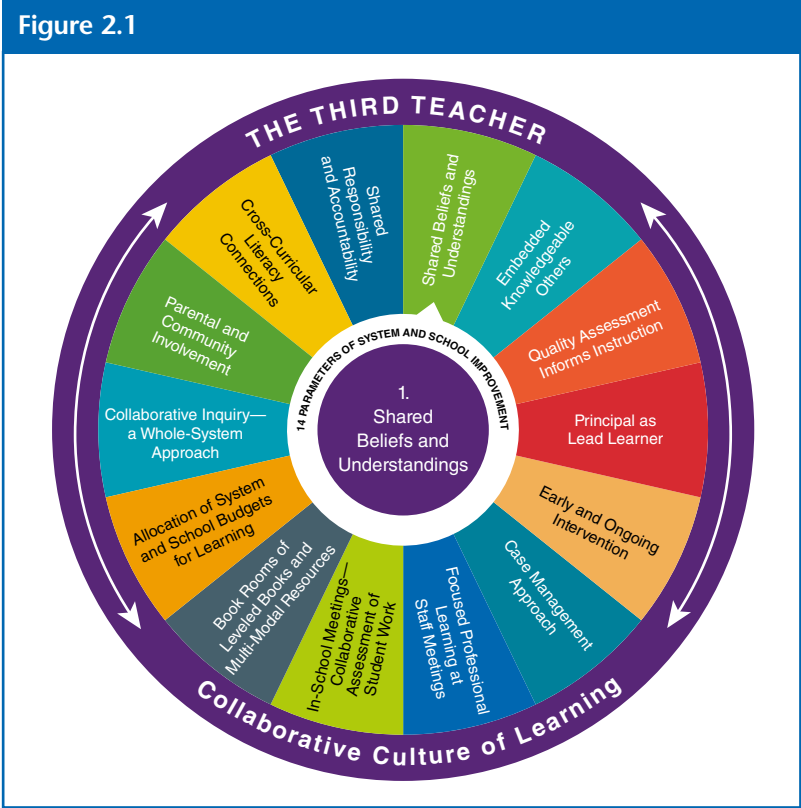 Figure 2.1
THE THIRD TEACHER
Shared Beliefs and
Understandings
Embedded
Knowledgeable
Others
Quality Assessment
Informs Instruction
Principal as
Lead Learner
Early and Ongoing
Intervention
Case Management
Approach
Focused Professional
Learning at
Staff Meetings
In-School Meetings—
Collaborative
Assessment of
Student Work
Book Rooms of
Leveled Books and
Multi-Modal Resources
Allocation of System
and School Budgets
for Learning
Collaborative Inquiry—
a Whole-System
Approach
Parental and
Community
Involvement
Cross-Curricular
Literacy
Connections
Shared
Responsibility
and Accountability
14 PARAMETERS OF SYSTEM AND SCHOOL IMPROVEMENT
1.
Shared
Beliefs and
Understandings
Collaborative Culture of Learning